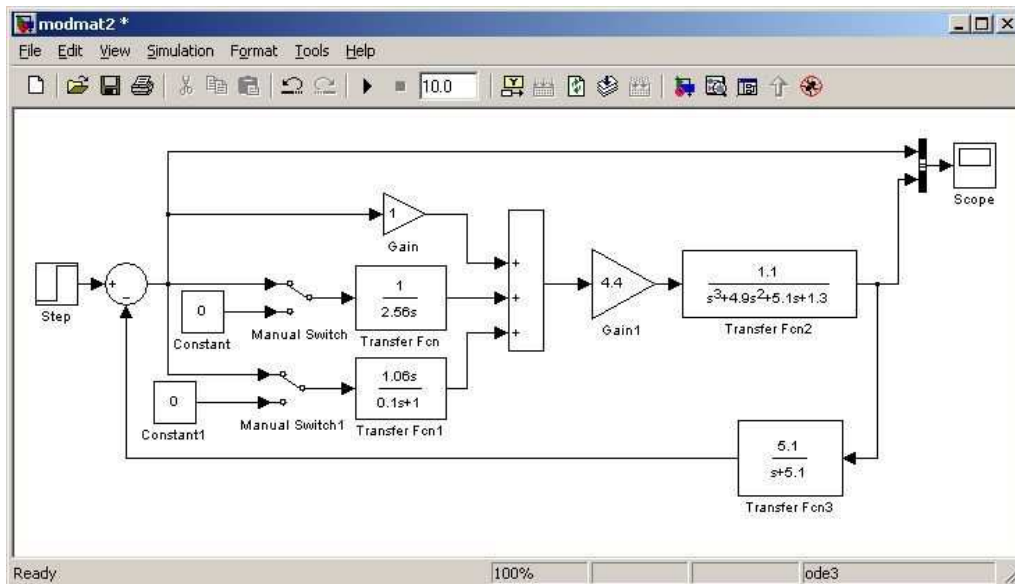 modmat2 *
File Edit View Simulation Format Tools Help
10.0
Scope
1
Gain
+
−
Step
0
Constant
Manual Switch
1
2.56s
Transfer Fcn
+
+
+
4.4
Gain1
1.1
s³+4.9s²+5.1s+1.3
Transfer Fcn2
0
Constant1
Manual Switch1
1.06s
0.1s+1
Transfer Fcn1
5.1
s+5.1
Transfer Fcn3
Ready 100% ode3